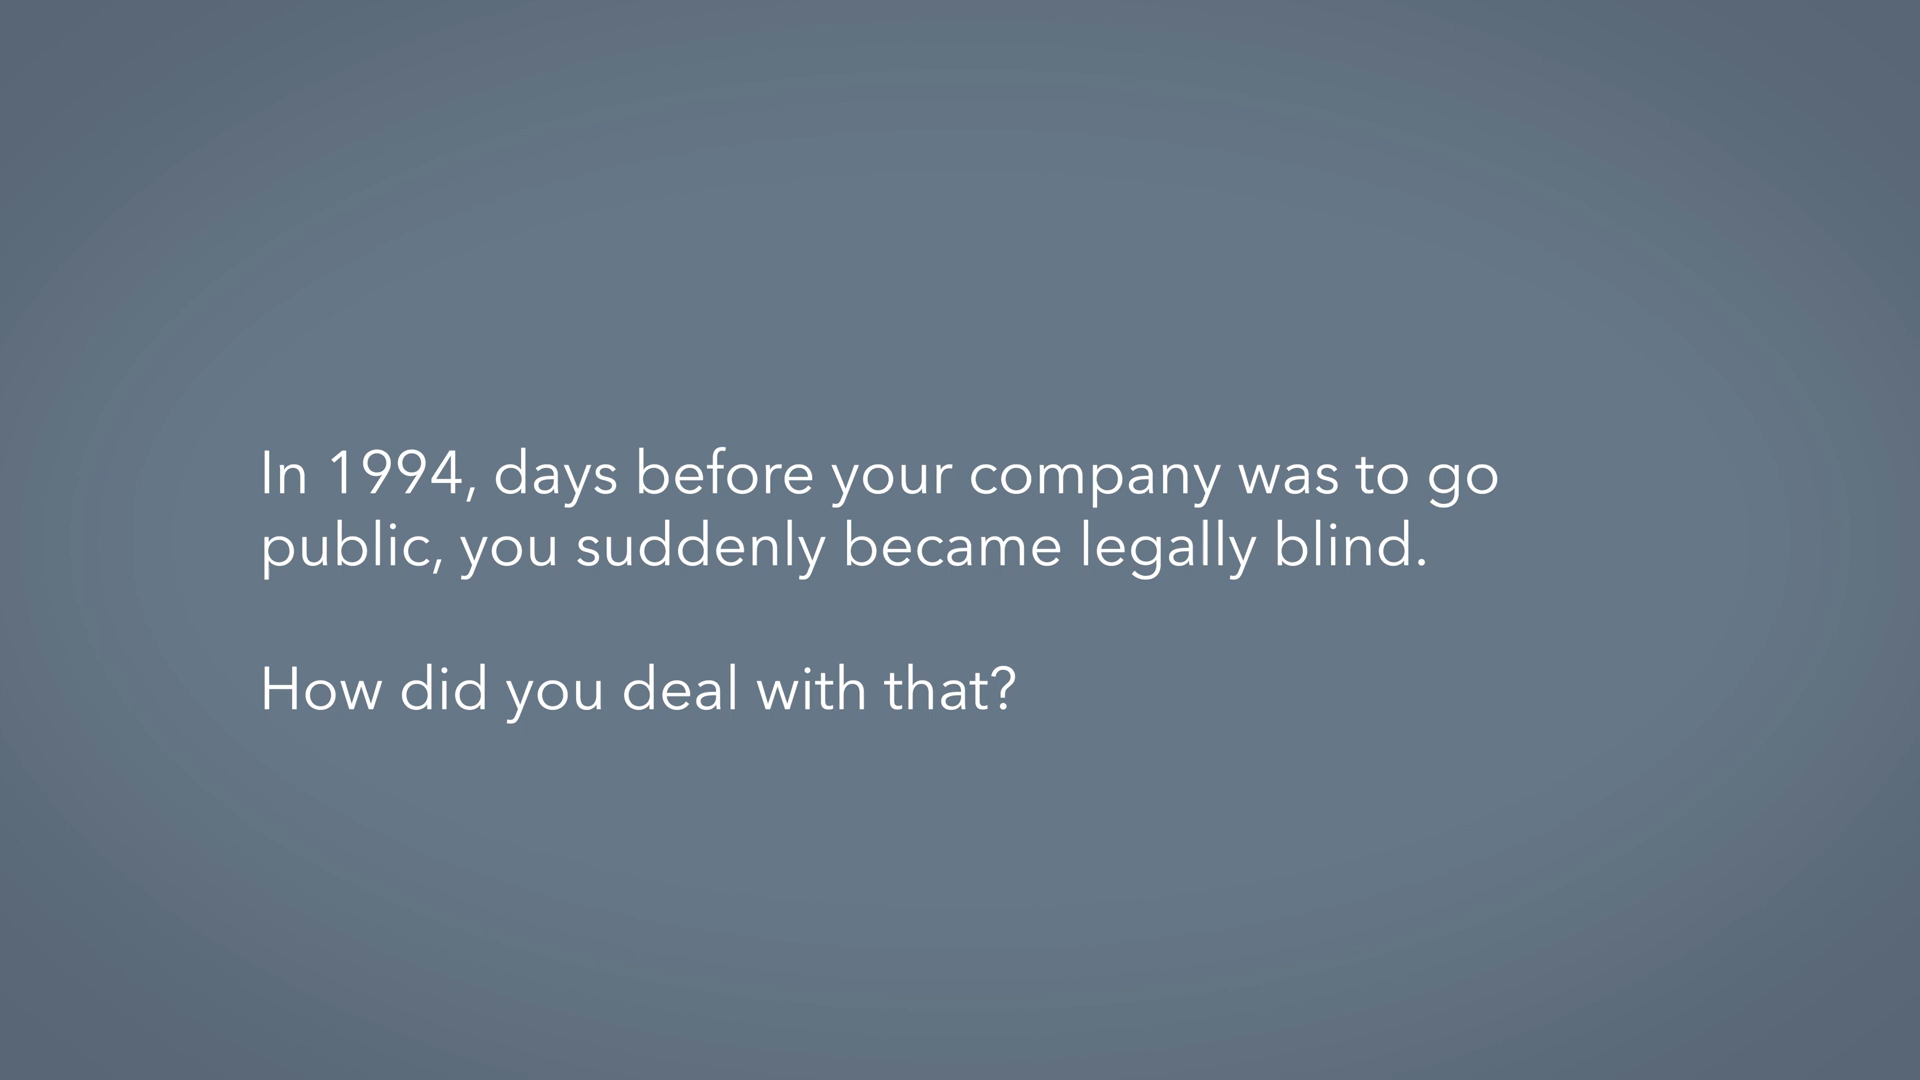 In 1994, days before your company was to go
public, you suddenly became legally blind.
How did you deal with that?